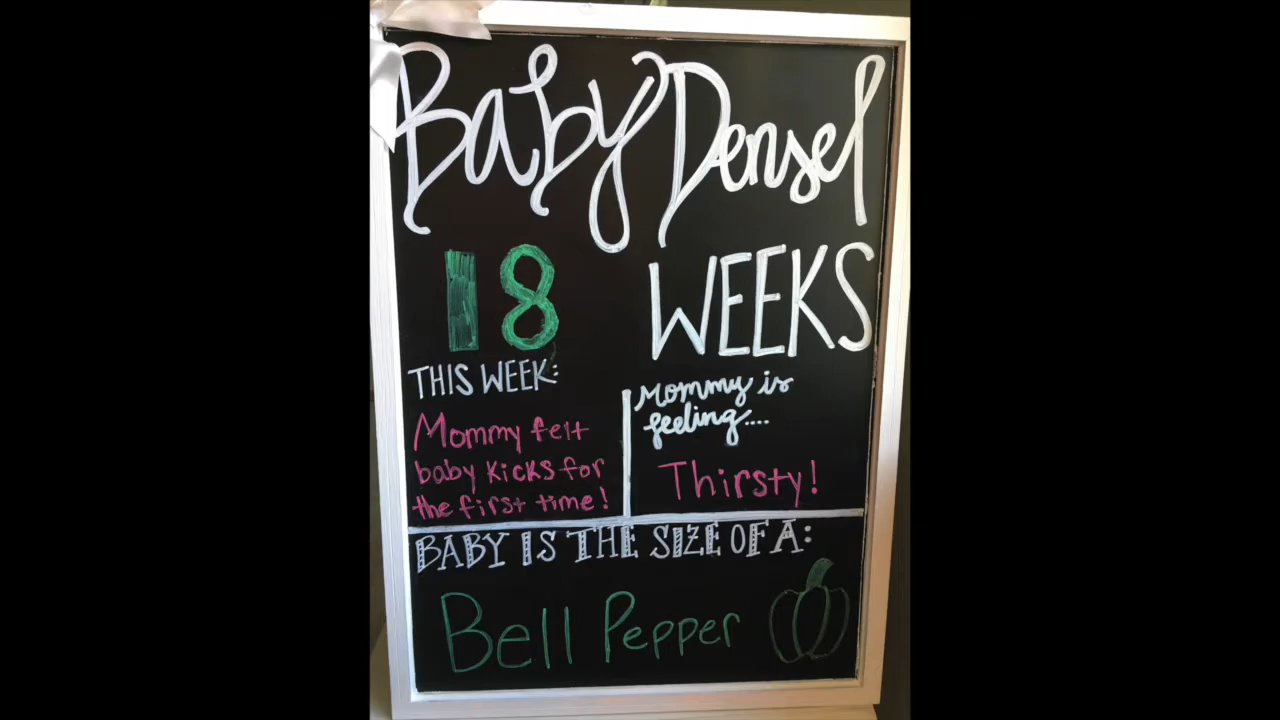 Baby Densel
18 WEEKS
THIS WEEK:
Mommy felt
baby kicks for
the first time!
Mommy is
feeling....
Thirsty!
BABY IS THE SIZE OF A:
Bell Pepper